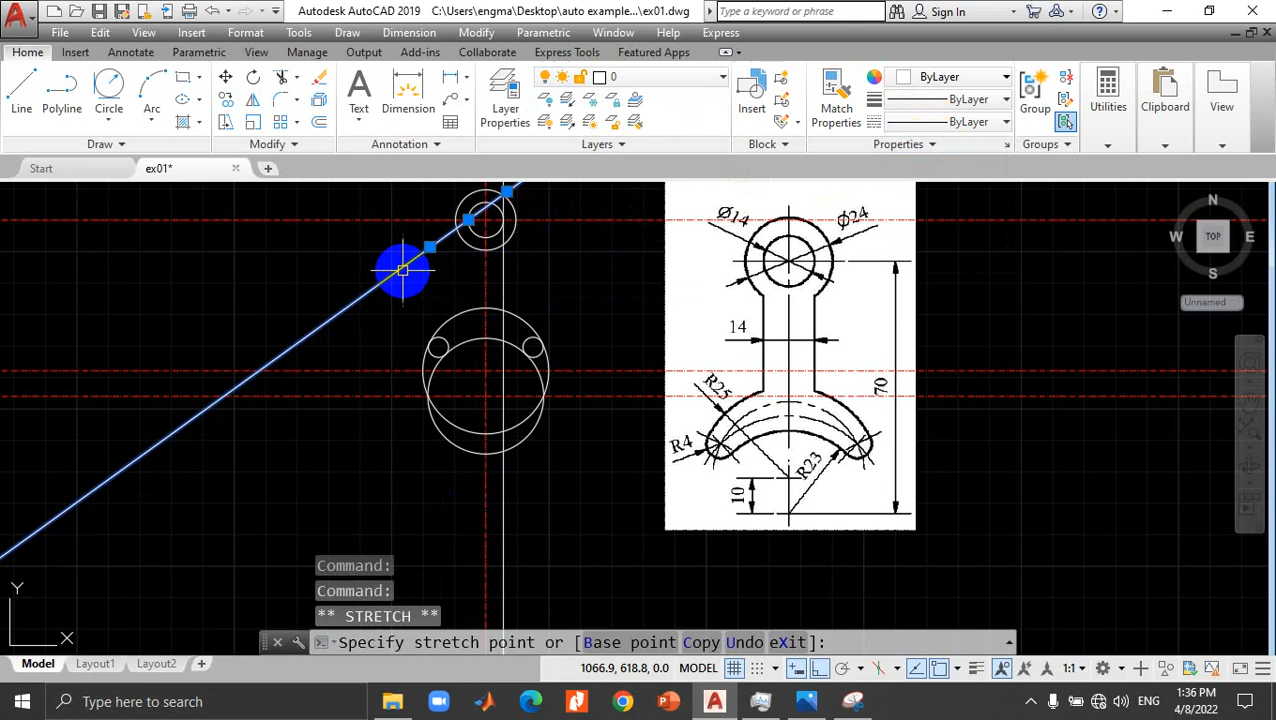 Autodesk AutoCAD 2019 C:\Users\engma\Desktop\auto example...\ex01.dwg Type a keyword or phrase Sign In
File Edit View Insert Format Tools Draw Dimension Modify Parametric Window Help Express
Home Insert Annotate Parametric View Manage Output Add-ins Collaborate Express Tools Featured Apps
0 ByLayer
Line Polyline Circle Arc Text Dimension Layer Properties Insert Match Properties ByLayer Group Utilities Clipboard View
ByLayer
Draw Modify Annotation Layers Block Properties Groups
Start ex01*
N
W TOP E
S
Unnamed
Ø14 Ø24
14
70
R25
R4
R23
10
Y
X
Command:
Command:
** STRETCH **
Specify stretch point or [Base point Copy Undo eXit]:
Model Layout1 Layout2 1066.9, 618.8, 0.0 MODEL 1:1
Type here to search ENG 1:36 PM
4/8/2022